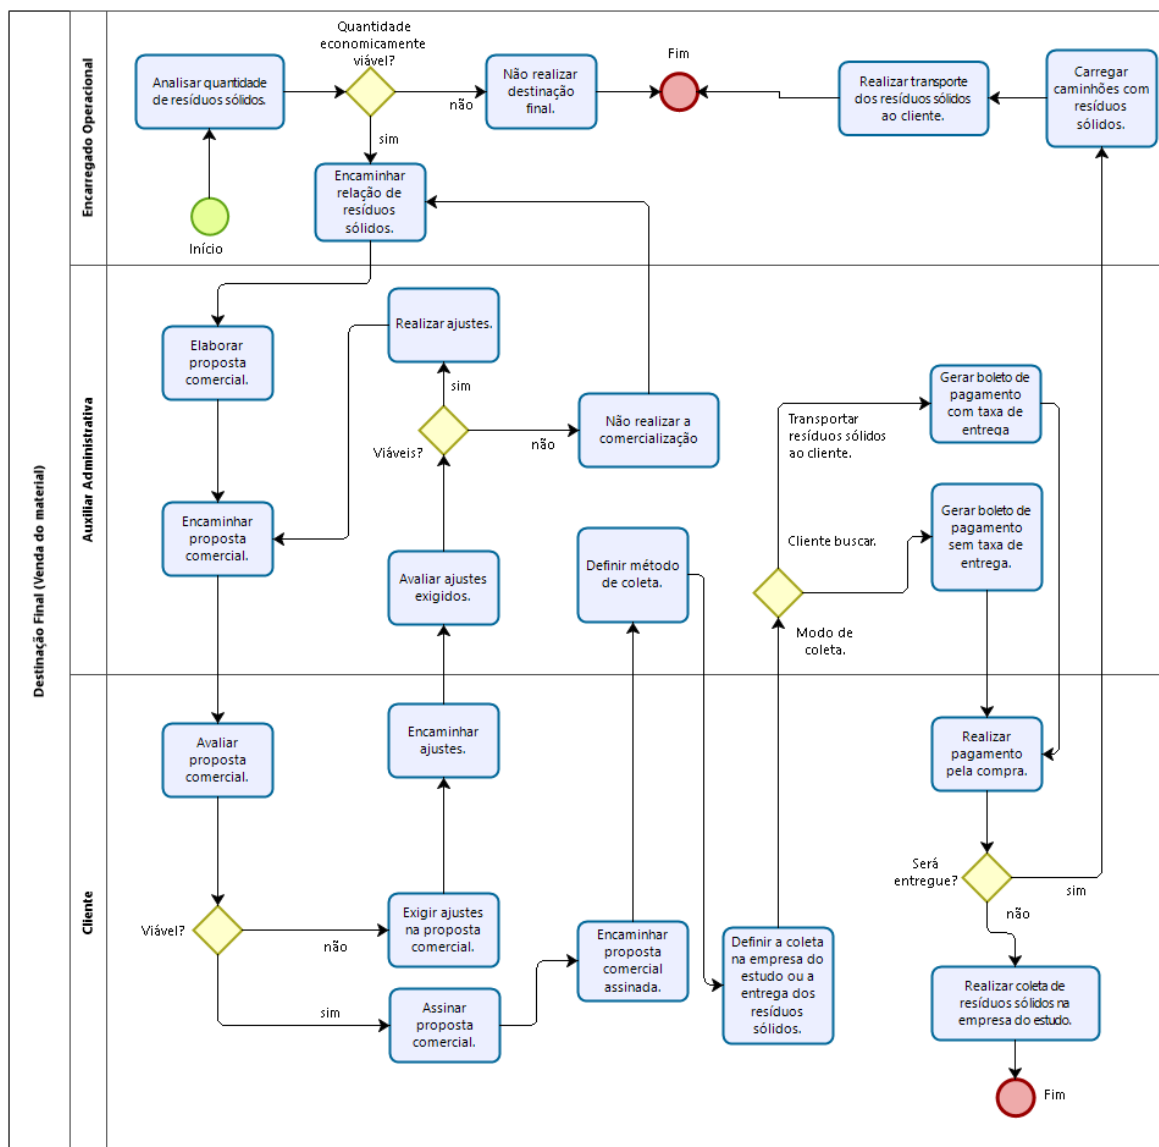 Destinação Final (Venda do material)
Encarregado Operacional
Quantidade
economicamente
viável?
Analisar quantidade
de resíduos sólidos.
não
sim
Não realizar
destinação
final.
Fim
Realizar transporte
dos resíduos sólidos
ao cliente.
Carregar
caminhões com
resíduos
sólidos.
Encaminhar
relação de
resíduos
sólidos.
Início
Auxiliar Administrativa
Elaborar
proposta
comercial.
Realizar ajustes.
sim
Viáveis?
não
Não realizar a
comercialização
Encaminhar
proposta
comercial.
Avaliar ajustes
exigidos.
Definir método
de coleta.
Transportar
resíduos sólidos
ao cliente.
Gerar boleto de
pagamento
com taxa de
entrega
Cliente buscar.
Gerar boleto de
pagamento
sem taxa de
entrega.
Modo de
coleta.
Cliente
Avaliar
proposta
comercial.
Encaminhar
ajustes.
Viável?
não
Exigir ajustes
na proposta
comercial.
sim
Assinar
proposta
comercial.
Encaminhar
proposta
comercial
assinada.
Definir a coleta
na empresa do
estudo ou a
entrega dos
resíduos
sólidos.
Realizar
pagamento
pela compra.
Será
entregue?
sim
não
Realizar coleta de
resíduos sólidos na
empresa do estudo.
Fim